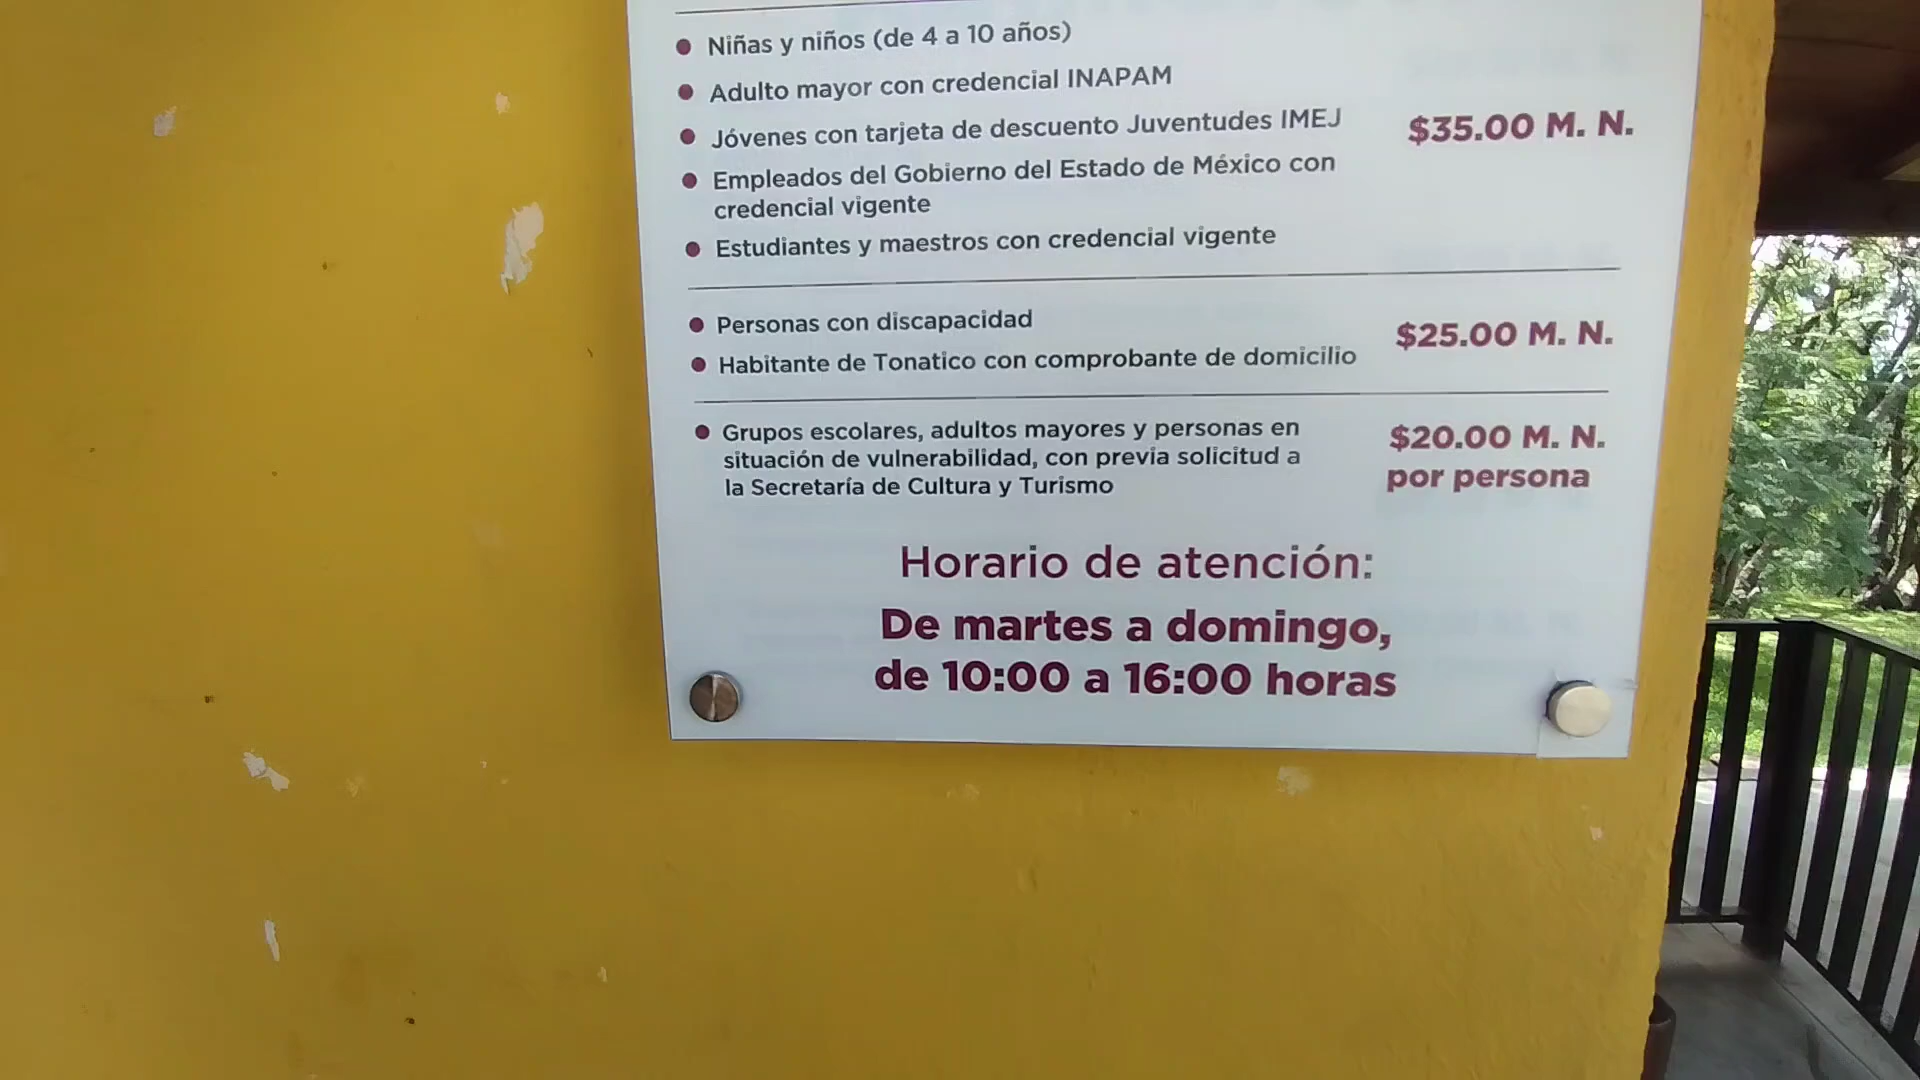 ● Niñas y niños (de 4 a 10 años)
● Adulto mayor con credencial INAPAM
● Jóvenes con tarjeta de descuento Juventudes IMEJ
$35.00 M. N.
● Empleados del Gobierno del Estado de México con
credencial vigente
● Estudiantes y maestros con credencial vigente
● Personas con discapacidad
$25.00 M. N.
● Habitante de Tonatico con comprobante de domicilio
● Grupos escolares, adultos mayores y personas en
situación de vulnerabilidad, con previa solicitud a
la Secretaría de Cultura y Turismo
$20.00 M. N.
por persona
Horario de atención:
De martes a domingo,
de 10:00 a 16:00 horas